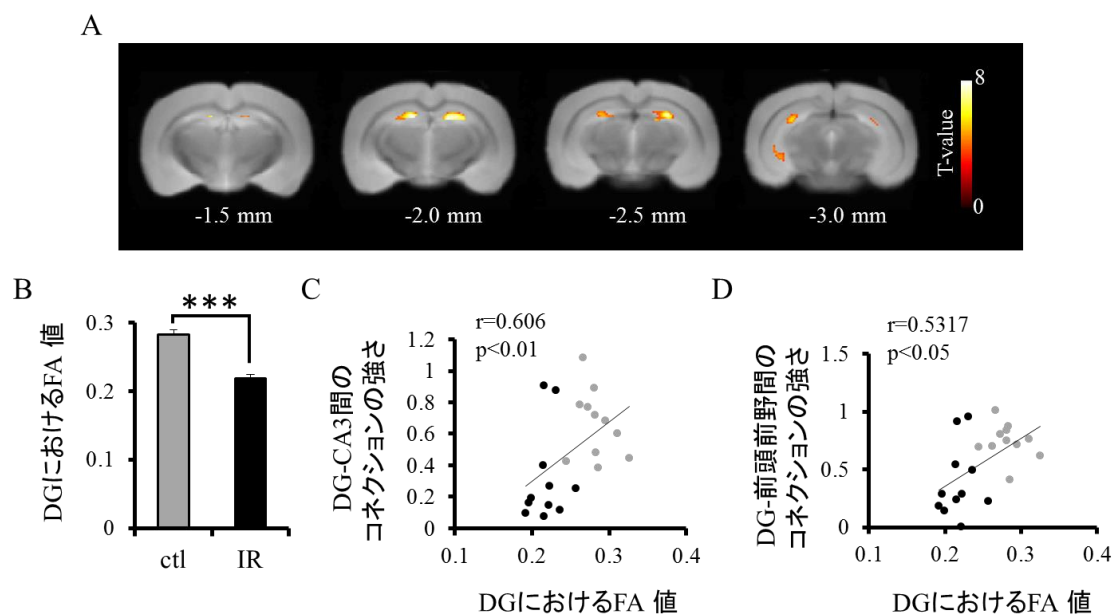 A
-1.5 mm
-2.0 mm
-2.5 mm
-3.0 mm
T-value
8
0
B
DGにおけるFA 値
0.3
0.2
0.1
0
***
ctl
IR
C
r=0.606
p<0.01
DG-CA3間の
コネクションの強さ
1.2
1
0.8
0.6
0.4
0.2
0
0.1
0.2
0.3
0.4
DGにおけるFA 値
D
r=0.5317
p<0.05
DG-前頭前野間の
コネクションの強さ
1.5
1
0.5
0
0.1
0.2
0.3
0.4
DGにおけるFA 値